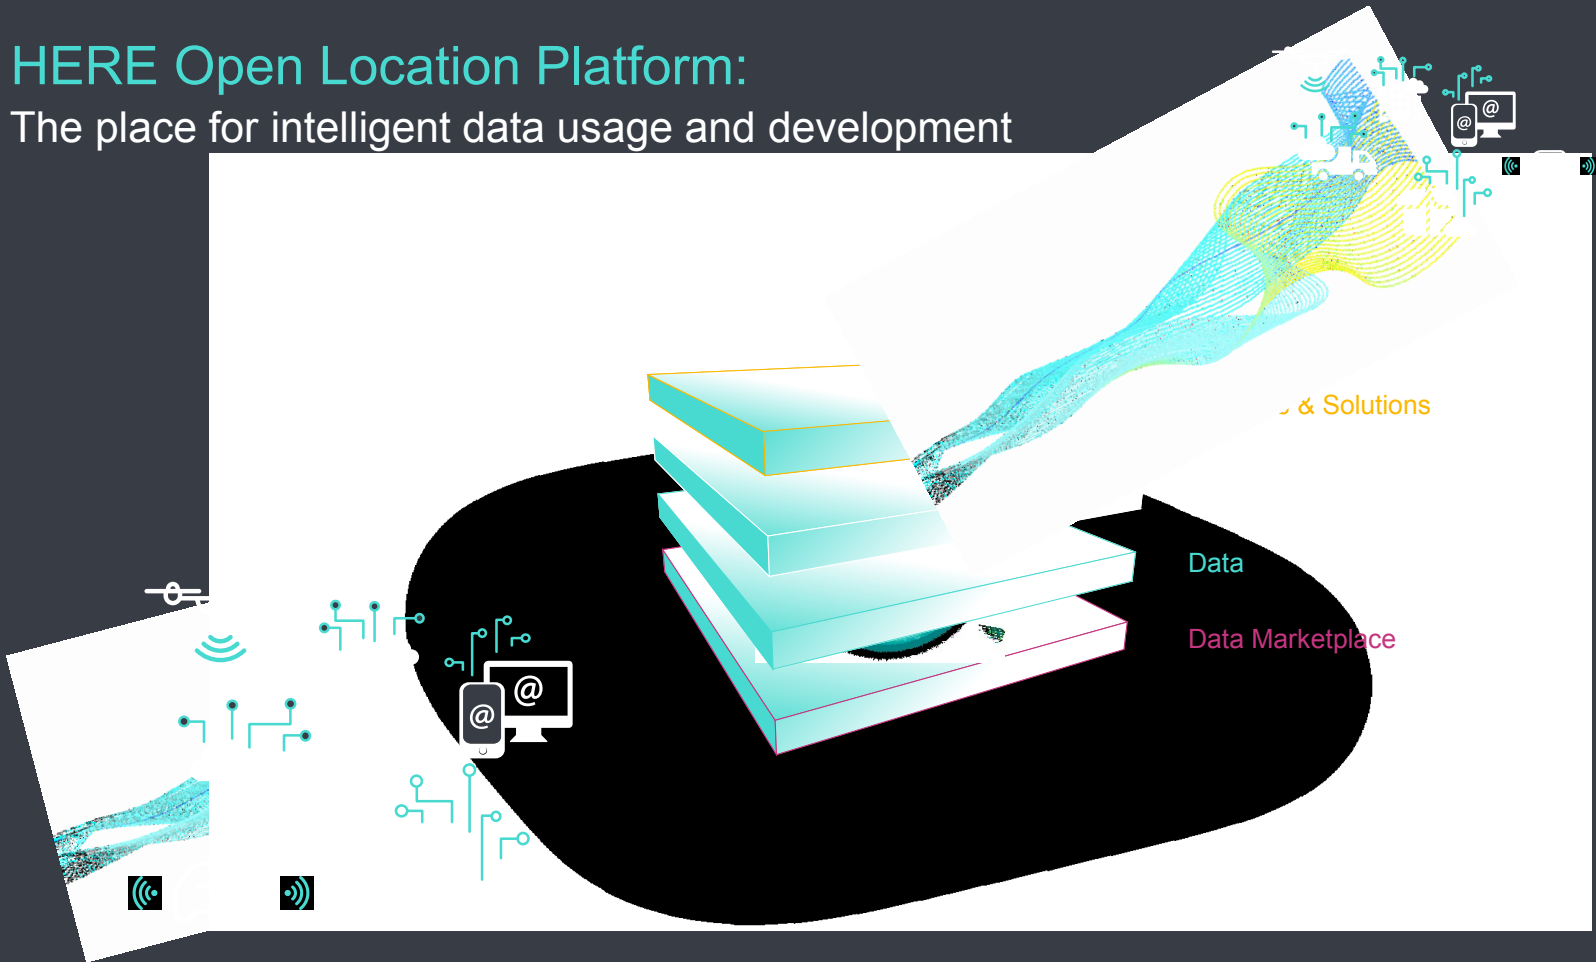 HERE Open Location Platform:
The place for intelligent data usage and development
@
@
& Solutions
Data
Data Marketplace
@
@